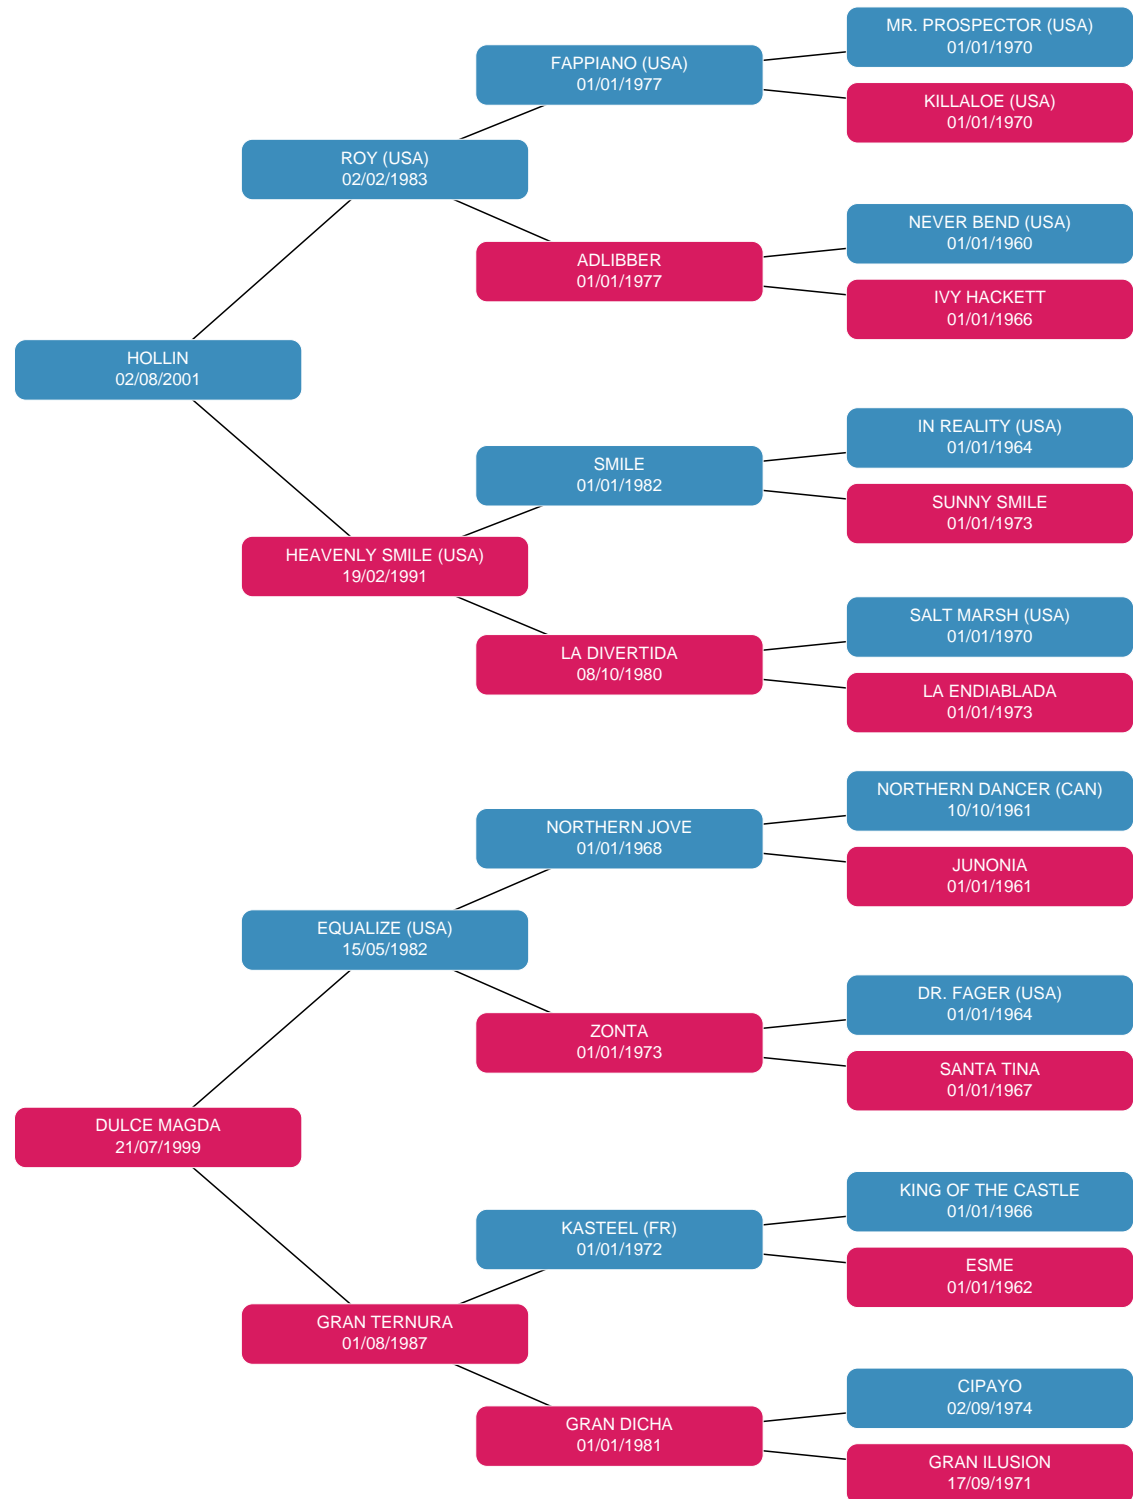 MR. PROSPECTOR (USA)
01/01/1970
FAPPIANO (USA)
01/01/1977
KILLALOE (USA)
01/01/1970
ROY (USA)
02/02/1983
NEVER BEND (USA)
01/01/1960
ADLIBBER
01/01/1977
IVY HACKETT
01/01/1966
HOLLIN
02/08/2001
IN REALITY (USA)
01/01/1964
SMILE
01/01/1982
SUNNY SMILE
01/01/1973
HEAVENLY SMILE (USA)
19/02/1991
SALT MARSH (USA)
01/01/1970
LA DIVERTIDA
08/10/1980
LA ENDIABLADA
01/01/1973
NORTHERN DANCER (CAN)
10/10/1961
NORTHERN JOVE
01/01/1968
JUNONIA
01/01/1961
EQUALIZE (USA)
15/05/1982
DR. FAGER (USA)
01/01/1964
ZONTA
01/01/1973
SANTA TINA
01/01/1967
DULCE MAGDA
21/07/1999
KING OF THE CASTLE
01/01/1966
KASTEEL (FR)
01/01/1972
ESME
01/01/1962
GRAN TERNURA
01/08/1987
CIPAYO
02/09/1974
GRAN DICHA
01/01/1981
GRAN ILUSION
17/09/1971